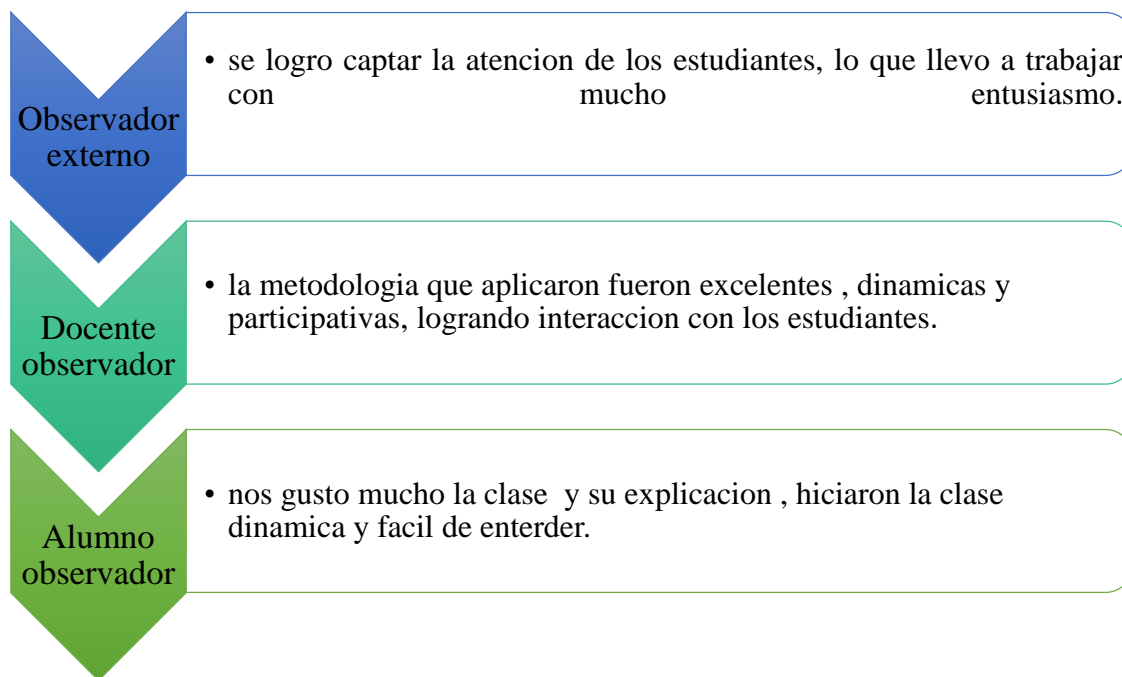 Observador
externo
• se logro captar la atencion de los estudiantes, lo que llevo a trabajar
con mucho entusiasmo.
Docente
observador
• la metodologia que aplicaron fueron excelentes , dinamicas y
participativas, logrando interaccion con los estudiantes.
Alumno
observador
• nos gusto mucho la clase  y su explicacion , hiciaron la clase
dinamica y facil de enterder.